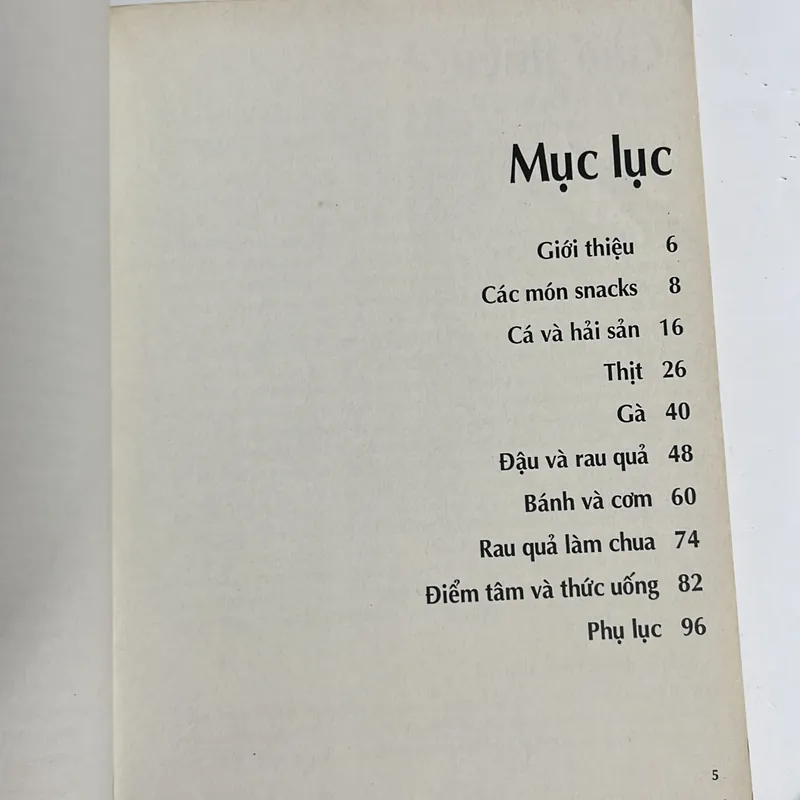 Mục lục
Giới thiệu 6
Các món snacks 8
Cá và hải sản 16
Thịt 26
Gà 40
Đậu và rau quả 48
Bánh và cơm 60
Rau quả làm chua 74
Điểm tâm và thức uống 82
Phụ lục 96
5